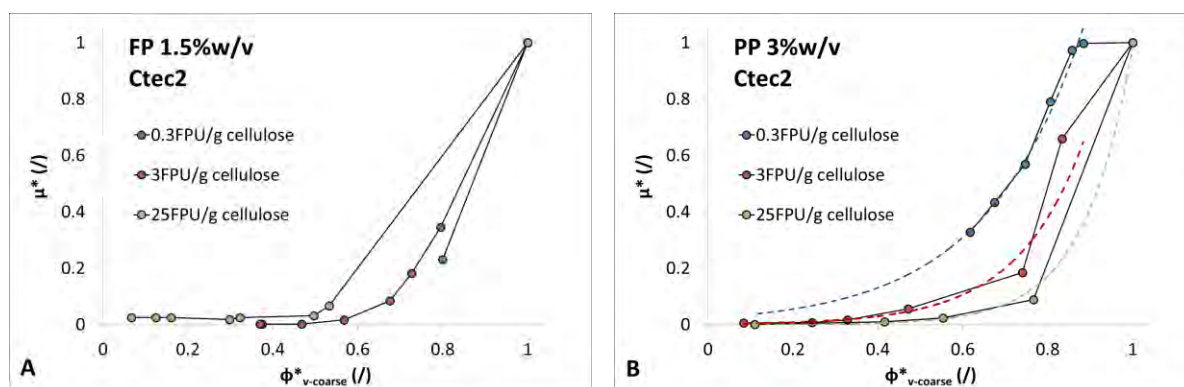 FP 1.5%w/v
Ctec2
0.3FPU/g cellulose
3FPU/g cellulose
25FPU/g cellulose
μ* (/)
1
0.8
0.6
0.4
0.2
0
0 0.2 0.4 0.6 0.8 1
A
ϕ*v-coarse (/)
PP 3%w/v
Ctec2
0.3FPU/g cellulose
3FPU/g cellulose
25FPU/g cellulose
μ* (/)
1
0.8
0.6
0.4
0.2
0
0 0.2 0.4 0.6 0.8 1
B
ϕ*v-coarse (/)